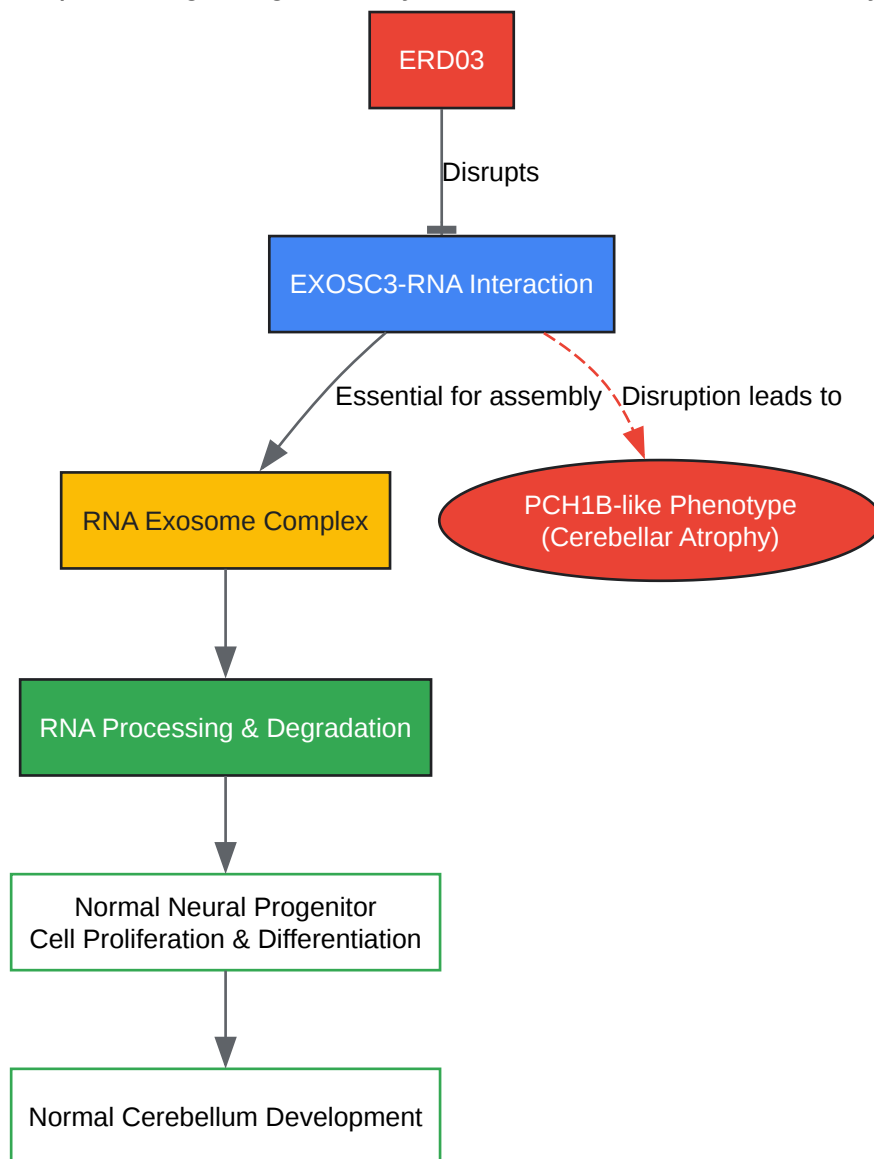 ERD03
Disrupts
EXOSC3-RNA Interaction
Essential for assembly
Disruption leads to
RNA Exosome Complex
PCH1B-like Phenotype
(Cerebellar Atrophy)
RNA Processing & Degradation
Normal Neural Progenitor
Cell Proliferation & Differentiation
Normal Cerebellum Development